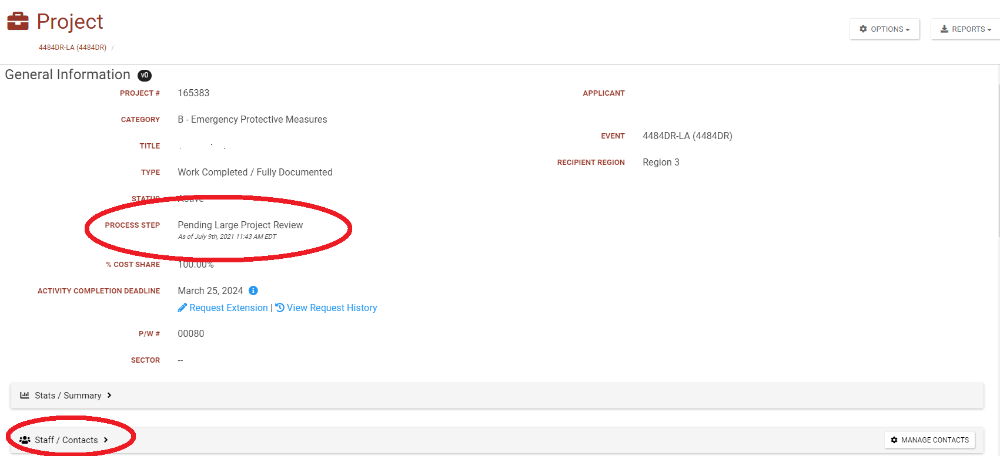 Project
OPTIONS
REPORTS
4484DR-LA (4484DR) /
General Information v0
PROJECT # 165383
APPLICANT
CATEGORY B - Emergency Protective Measures
EVENT 4484DR-LA (4484DR)
TITLE
RECIPIENT REGION Region 3
TYPE Work Completed / Fully Documented
STATUS Active
PROCESS STEP Pending Large Project Review
As of July 9th, 2021 11:43 AM EDT
% COST SHARE 100.00%
ACTIVITY COMPLETION DEADLINE March 25, 2024
Request Extension | View Request History
P/W # 00080
SECTOR --
Stats / Summary
Staff / Contacts
MANAGE CONTACTS